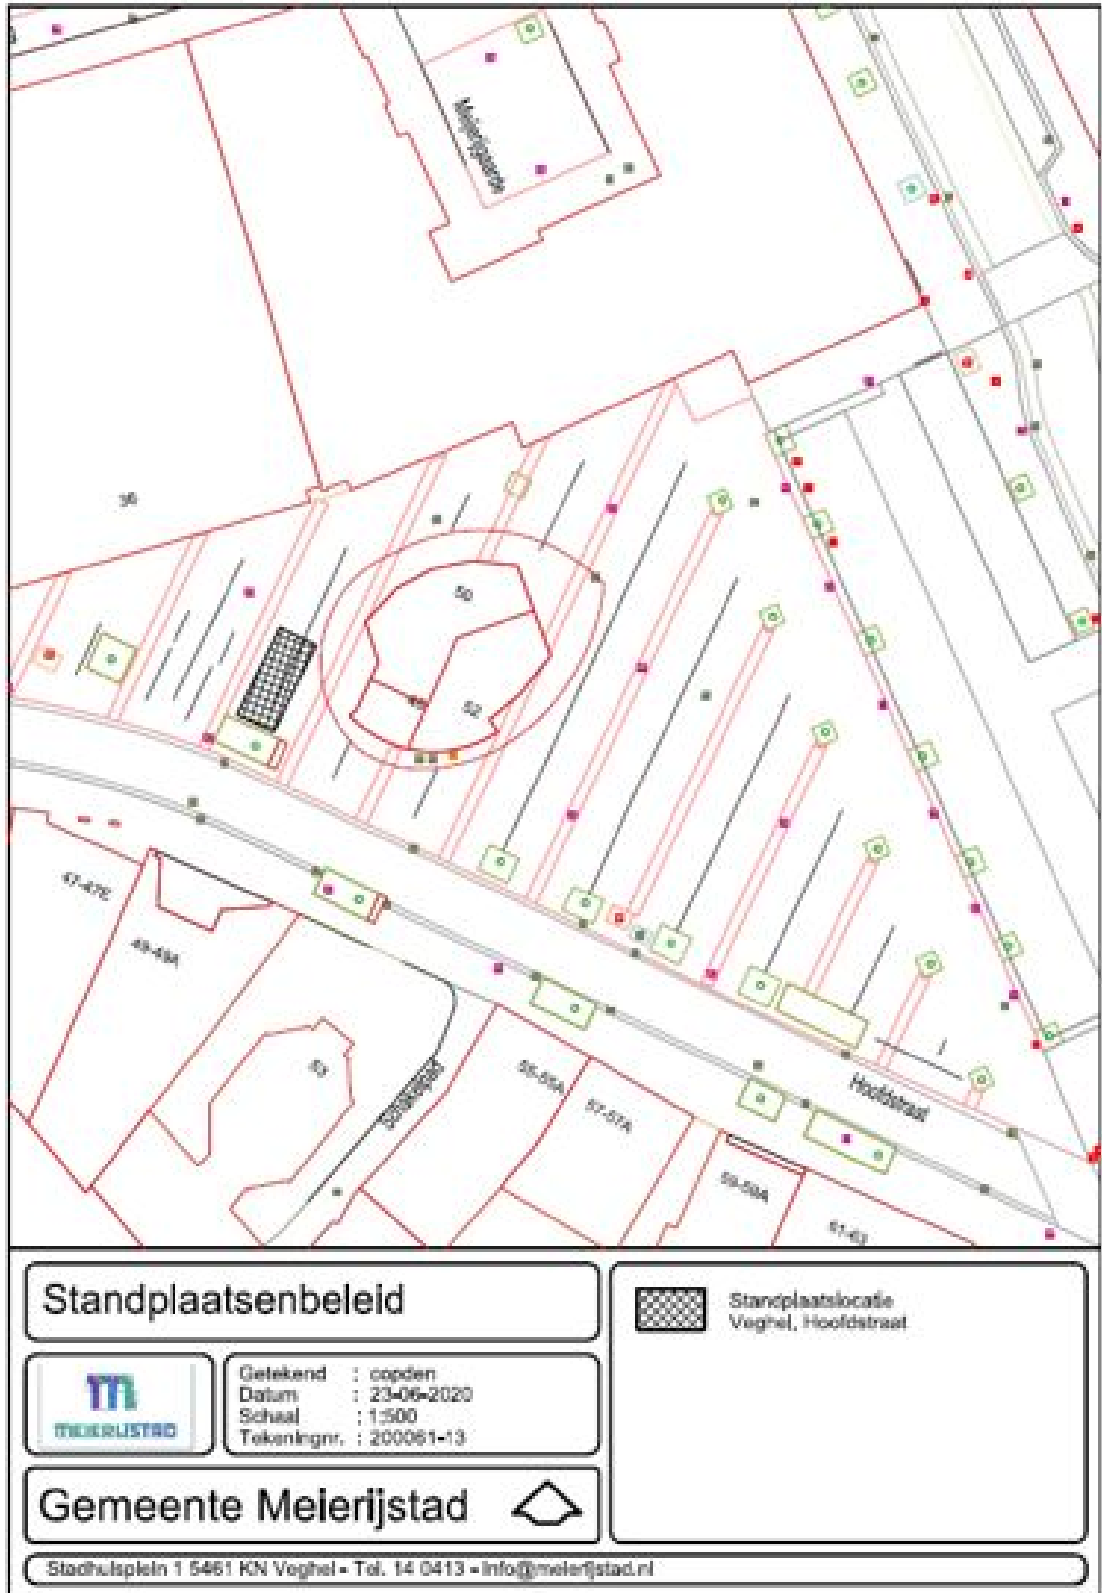 Meijerijgaarde
36
50
52
47-47E
49-49A
53
Schakelpad
55-55A
57-57A
Hoofdstraat
59-59A
61-63
Standplaatsenbeleid
Standplaatslocatie
Veghel, Hoofdstraat
MEIERIJSTAD
Getekend : copden
Datum : 23-06-2020
Schaal : 1:500
Tekeningnr. : 200061-13
Gemeente Meierijstad
Stadhuisplein 1 5461 KN Veghel - Tel. 14 0413 - info@meierijstad.nl